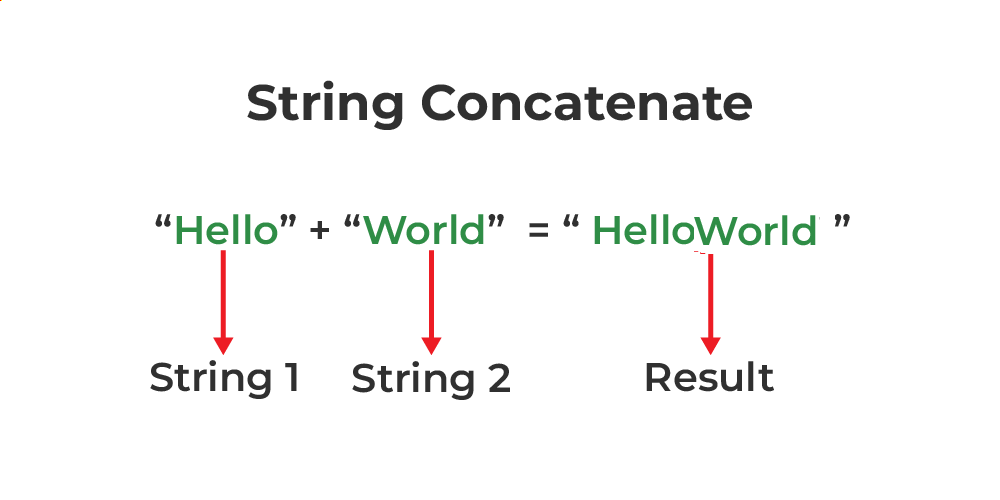 String Concatenate
“Hello” + “World” = “ HelloWorld ”
String 1 String 2 Result